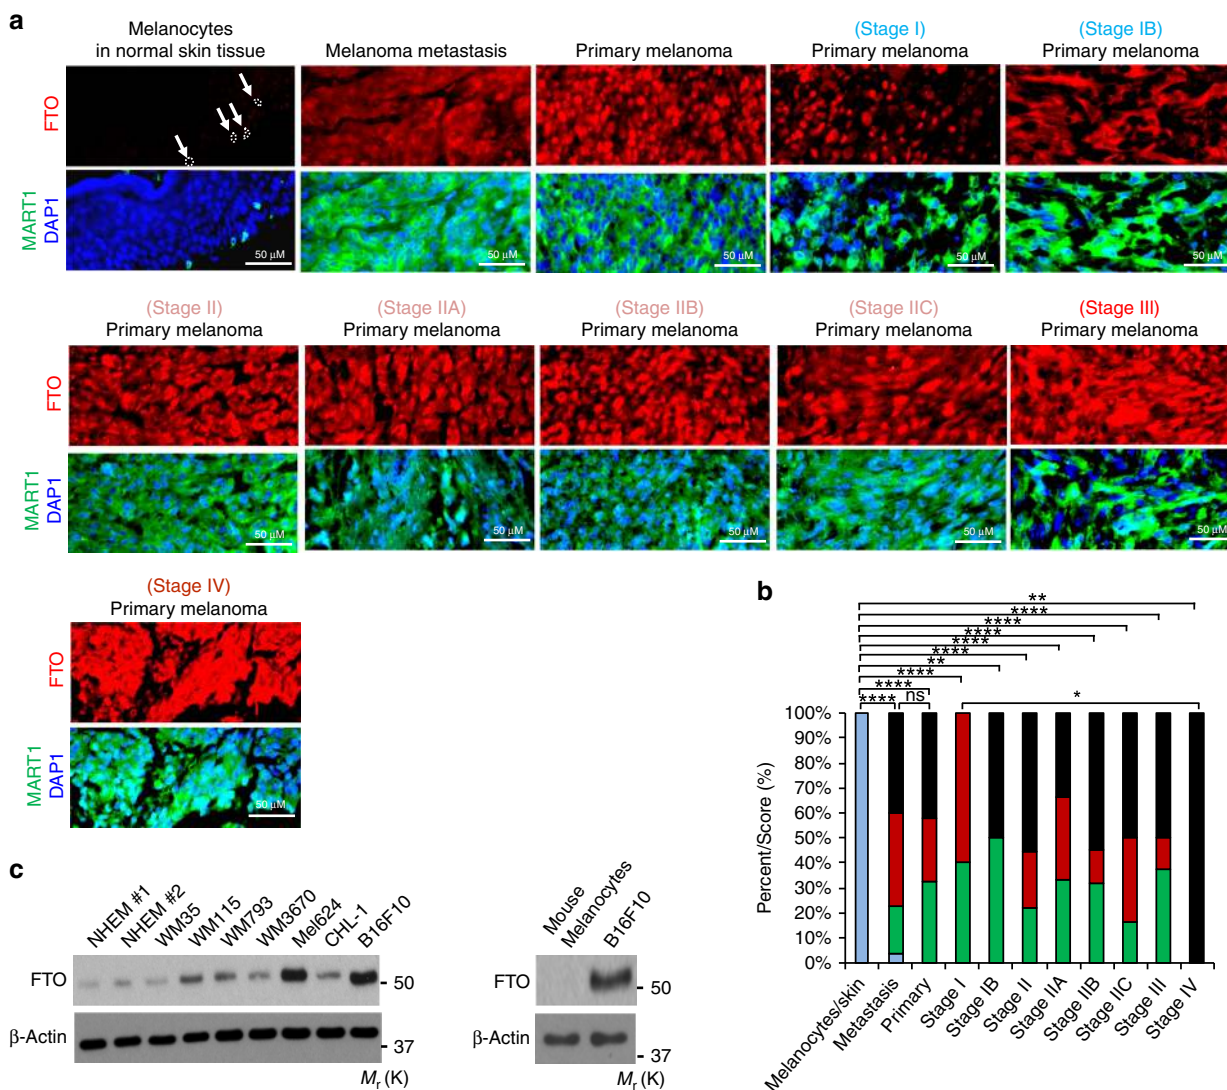 a
Melanocytes
in normal skin tissue
Melanoma metastasis
Primary melanoma
(Stage I)
Primary melanoma
(Stage IB)
Primary melanoma
FTO
MART1
DAP1
50 µM
50 µM
50 µM
50 µM
50 µM
(Stage II)
Primary melanoma
(Stage IIA)
Primary melanoma
(Stage IIB)
Primary melanoma
(Stage IIC)
Primary melanoma
(Stage III)
Primary melanoma
FTO
MART1
DAP1
50 µM
50 µM
50 µM
50 µM
50 µM
(Stage IV)
Primary melanoma
FTO
MART1
DAP1
50 µM
b
**
****
****
****
****
****
**
****
****
****
ns
*
100%
90%
80%
70%
60%
50%
40%
30%
20%
10%
0%
Percent/Score (%)
Melanocytes/skin
Metastasis
Primary
Stage I
Stage IB
Stage II
Stage IIA
Stage IIB
Stage IIC
Stage III
Stage IV
c
NHEM #1
NHEM #2
WM35
WM115
WM793
WM3670
Mel624
CHL-1
B16F10
FTO
50
β-Actin
37
Mr (K)
Mouse
Melanocytes
B16F10
FTO
50
β-Actin
37
Mr (K)